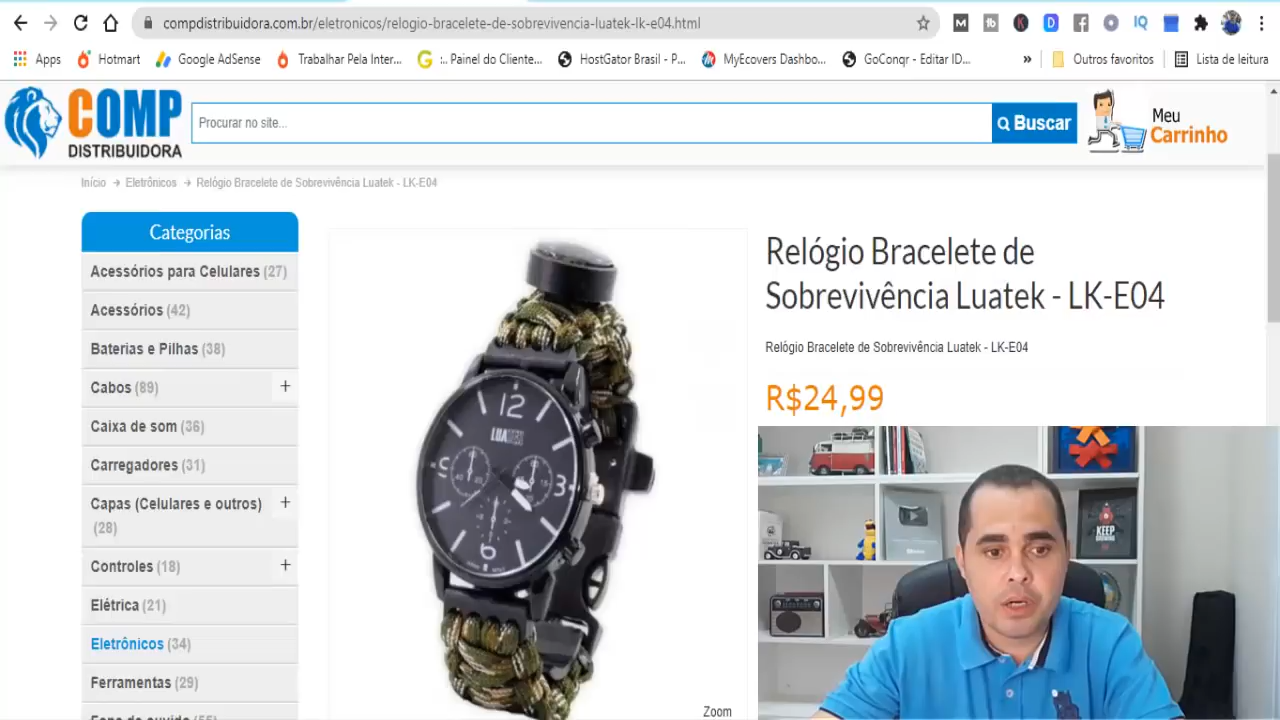 compdistribuidora.com.br/eletronicos/relogio-bracelete-de-sobrevivencia-luatek-lk-e04.html
Apps Hotmart Google AdSense Trabalhar Pela Inter... :. Painel do Cliente... HostGator Brasil - P... MyEcovers Dashbo... GoConqr - Editar ID... » Outros favoritos Lista de leitura
COMP
DISTRIBUIDORA
Procurar no site...
Buscar
Meu
Carrinho
Início → Eletrônicos → Relógio Bracelete de Sobrevivência Luatek - LK-E04
Categorias
Acessórios para Celulares (27)
Acessórios (42)
Baterias e Pilhas (38)
Cabos (89) +
Caixa de som (36)
Carregadores (31)
Capas (Celulares e outros) +
(28)
Controles (18) +
Elétrica (21)
Eletrônicos (34)
Ferramentas (29)
12
LUATEK
3
6
Zoom
Relógio Bracelete de
Sobrevivência Luatek - LK-E04
Relógio Bracelete de Sobrevivência Luatek - LK-E04
R$24,99
KEEP